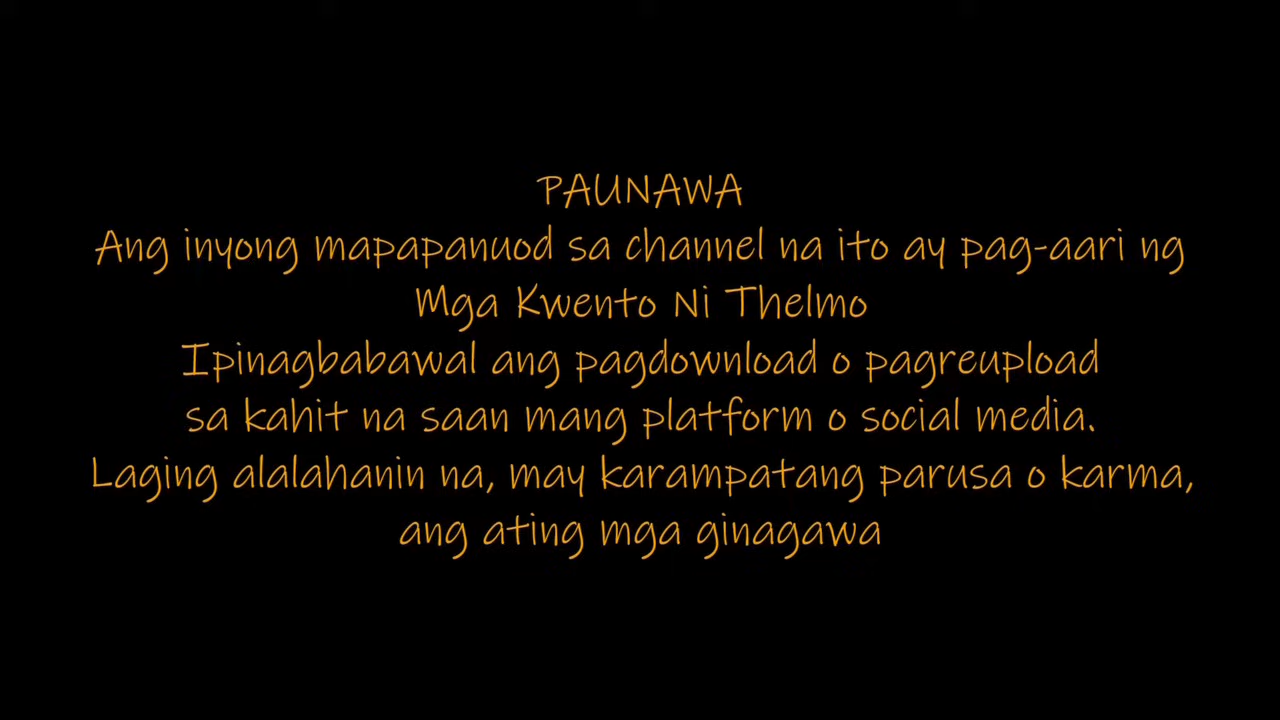 PAUNAWA
Ang inyong mapapanuod sa channel na ito ay pag-aari ng
Mga Kwento Ni Thelmo
Ipinagbabawal ang pagdownload o pagreupload
sa kahit na saan mang platform o social media.
Laging alalahanin na, may karampatang parusa o karma,
ang ating mga ginagawa